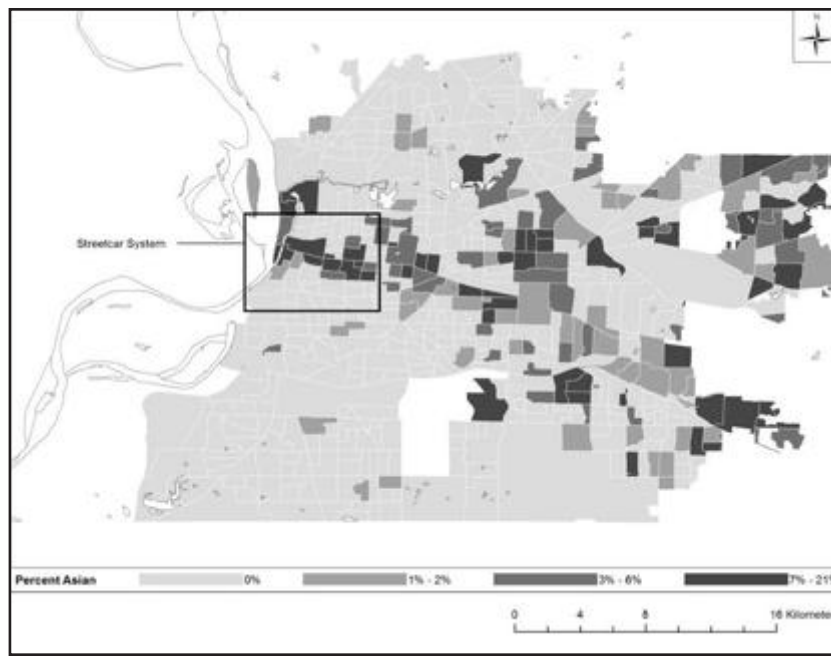 N
Streetcar System
Percent Asian 0% 1% - 2% 3% - 6% 7% - 21%
0 4 8 16 Kilomete